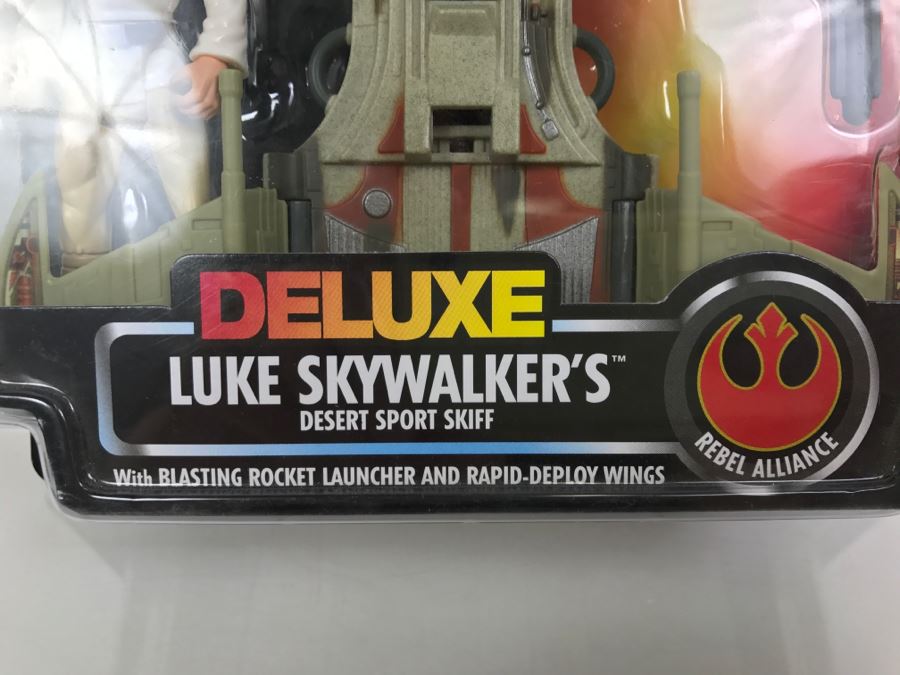 DELUXE
LUKE SKYWALKER'S™
DESERT SPORT SKIFF
With BLASTING ROCKET LAUNCHER AND RAPID-DEPLOY WINGS
REBEL ALLIANCE